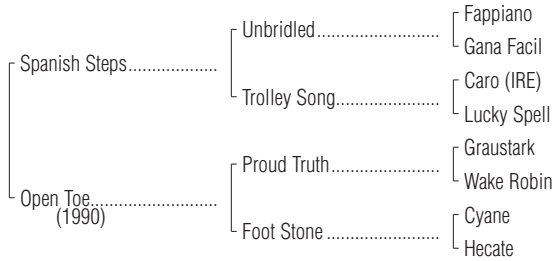 Fappiano
Unbridled..........................
Gana Facil
Spanish Steps......................
Caro (IRE)
Trolley Song.......................
Lucky Spell
Graustark
Proud Truth........................
Wake Robin
Open Toe...........................
(1990)
Cyane
Foot Stone ........................
Hecate